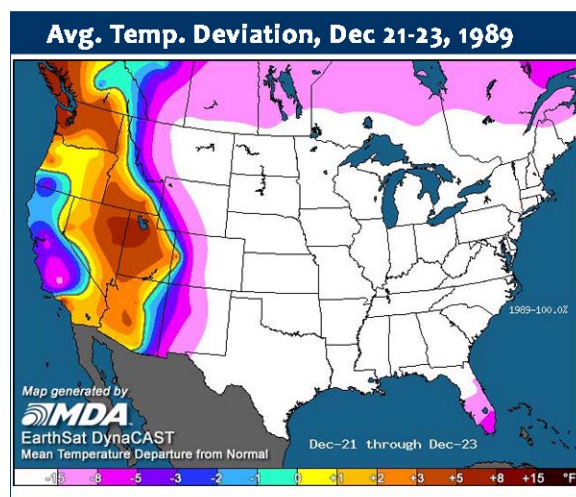 Avg. Temp. Deviation, Dec 21-23, 1989
1989-100.0%
Map generated by
MDA
EarthSat DynaCAST
Mean Temperature Departure from Normal
Dec-21 through Dec-23
-15 -8 -5 -3 -2 -1 0 +1 +2 +3 +5 +8 +15 °F